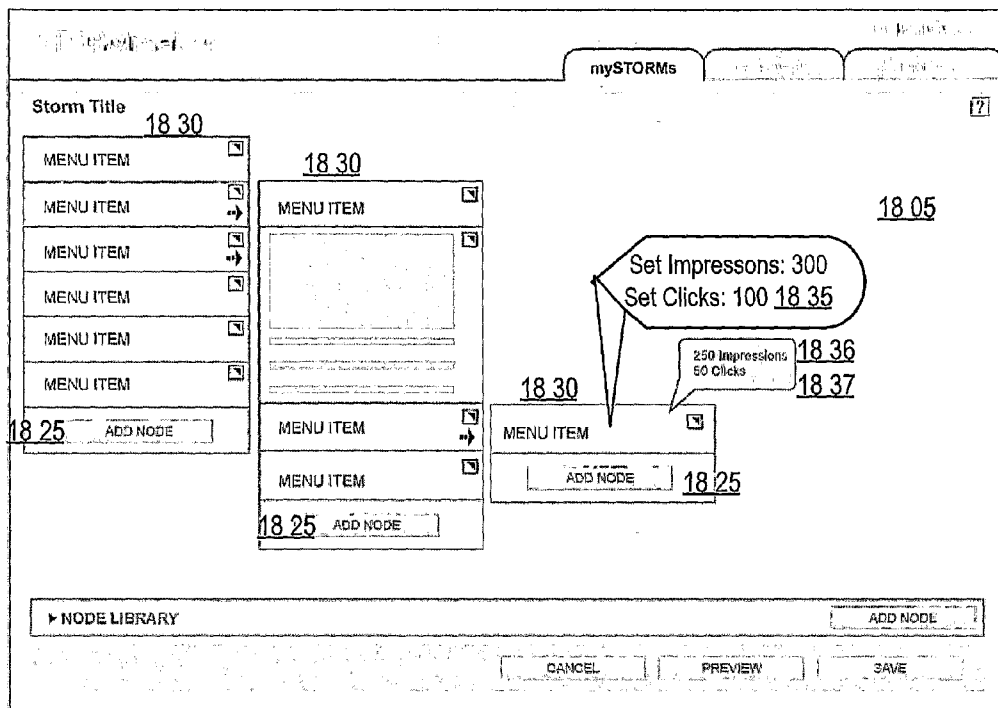 mySTORMs
Storm Title
[?]
18 30
MENU ITEM
MENU ITEM
MENU ITEM
MENU ITEM
MENU ITEM
MENU ITEM
18 25
ADD NODE
18 30
MENU ITEM
MENU ITEM
MENU ITEM
18 25
ADD NODE
18 05
Set Impressons: 300
Set Clicks: 100 18 35
250 Impressions
50 Clicks
18 36
18 37
18 30
MENU ITEM
ADD NODE
18 25
NODE LIBRARY
ADD NODE
CANCEL
PREVIEW
SAVE